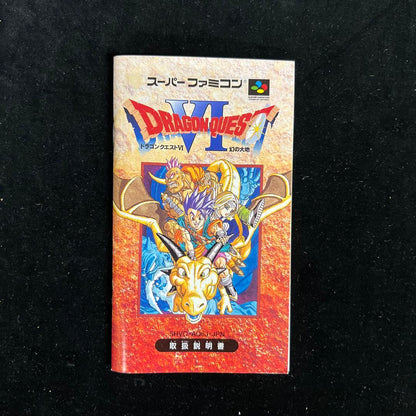 スーパーファミコン
DRAGON QUEST
VI
ドラゴンクエストVI 幻の大地
SHVC-AQ6J-JPN
取扱説明書